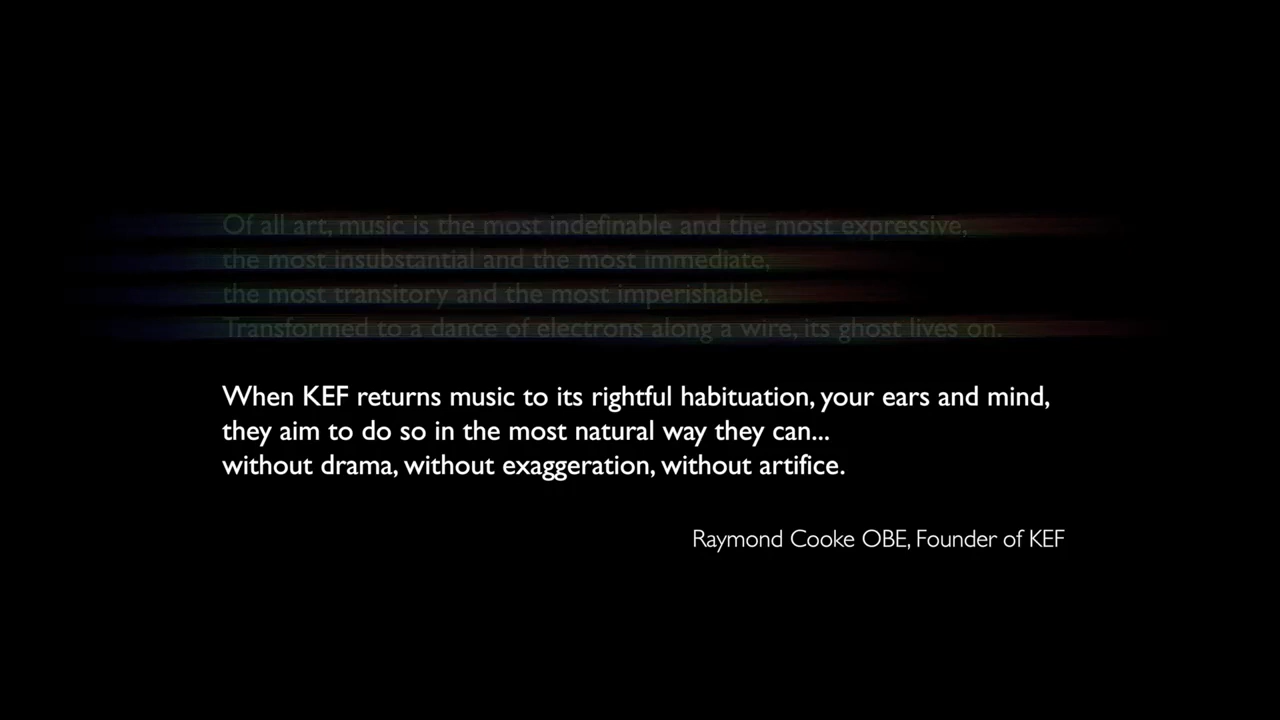 Of all art, music is the most indefinable and the most expressive,
the most insubstantial and the most immediate,
the most transitory and the most imperishable.
Transformed to a dance of electrons along a wire, its ghost lives on.
When KEF returns music to its rightful habituation, your ears and mind,
they aim to do so in the most natural way they can...
without drama, without exaggeration, without artifice.
Raymond Cooke OBE, Founder of KEF